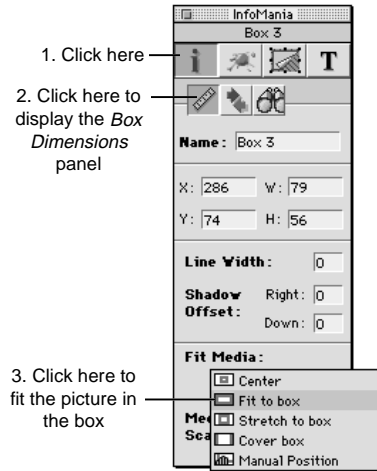 InfoMania
Box 3
1. Click here
T
2. Click here to
display the Box
Dimensions
panel
Name: Box 3
X: 286 W: 79
Y: 74 H: 56
Line Width: 0
Shadow Right: 0
Offset:
Down: 0
Fit Media:
3. Click here to
fit the picture in
the box
Center
Fit to box
Stretch to box
Cover box
Manual Position